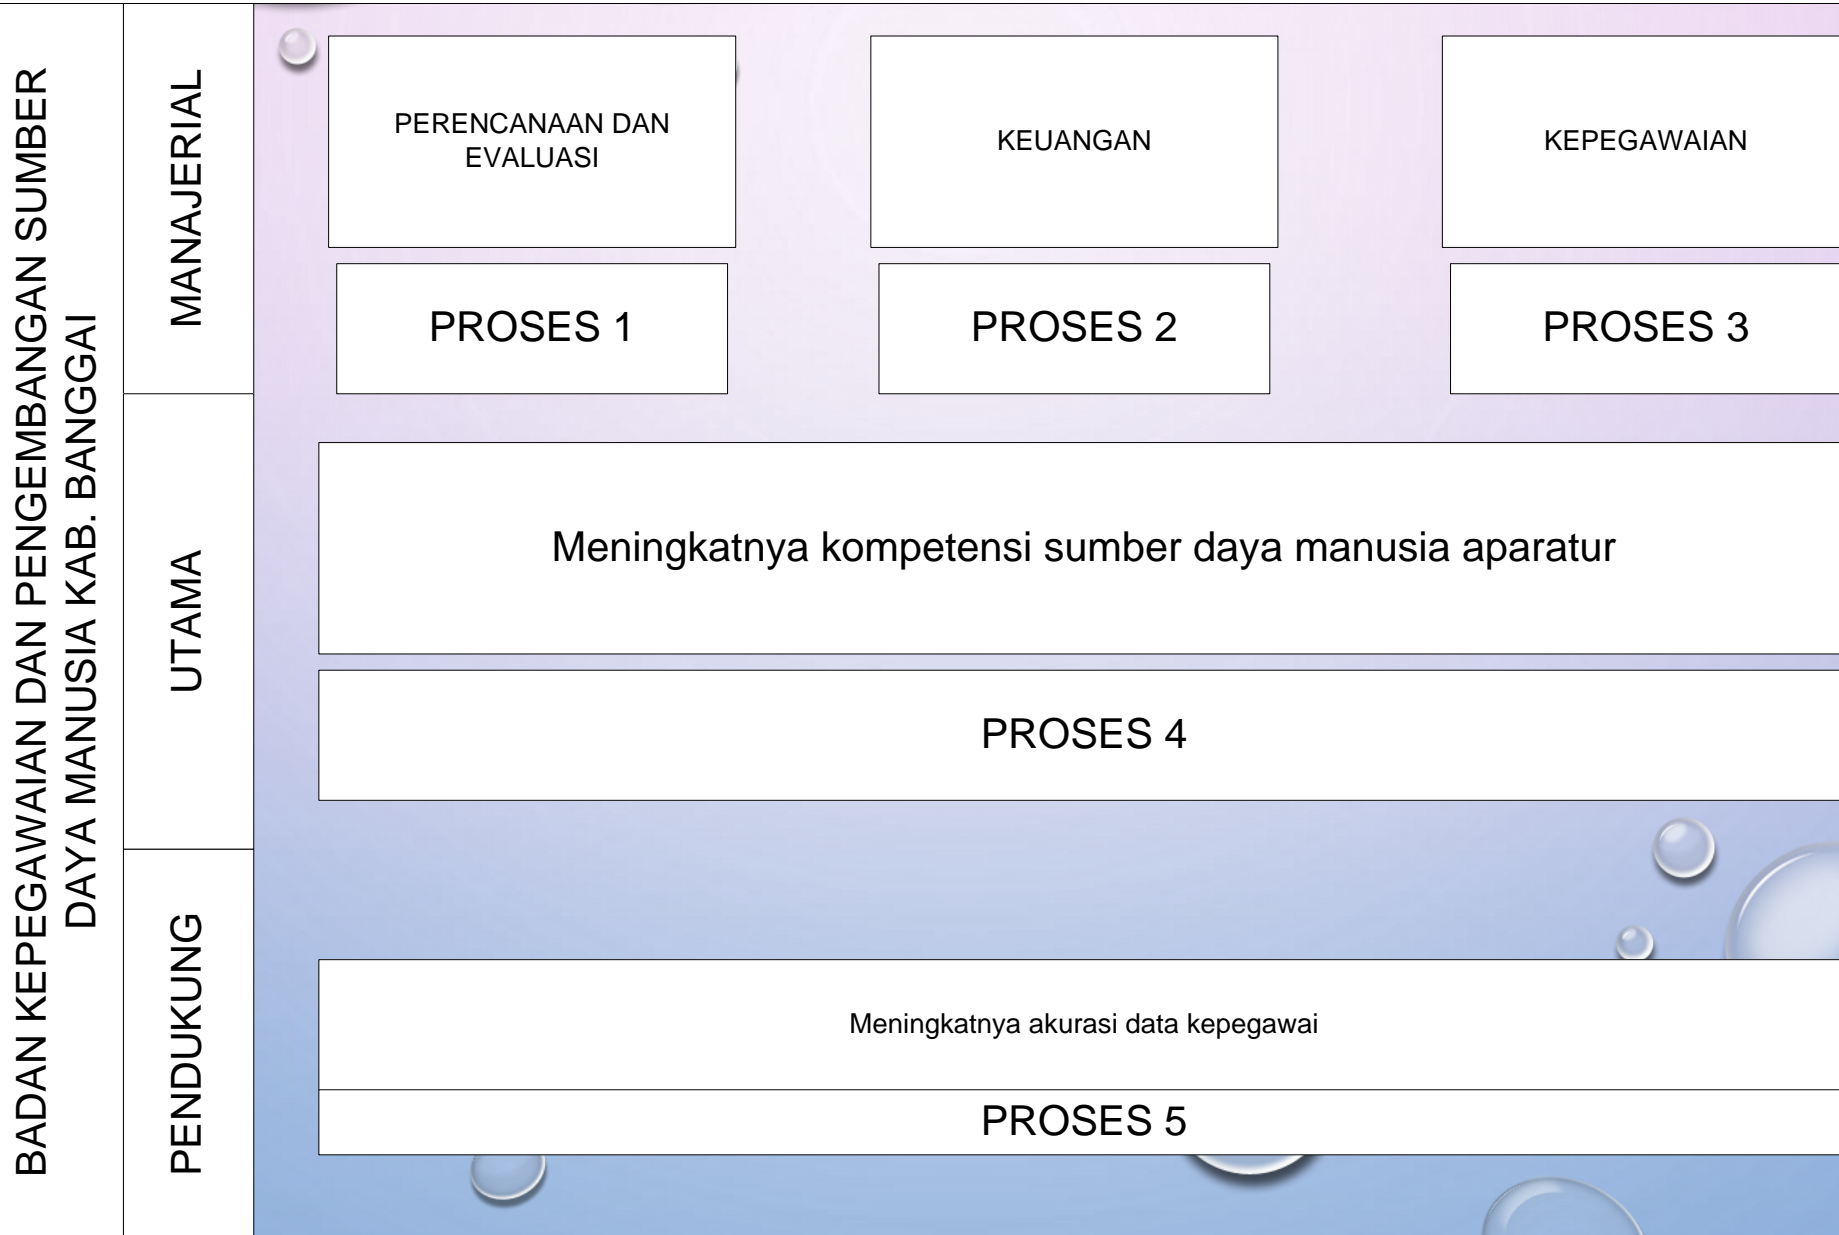 BADAN KEPEGAWAIAN DAN PENGEMBANGAN SUMBER
DAYA MANUSIA KAB. BANGGAI
MANAJERIAL
PERENCANAAN DAN
EVALUASI
KEUANGAN
KEPEGAWAIAN
PROSES 1
PROSES 2
PROSES 3
UTAMA
Meningkatnya kompetensi sumber daya manusia aparatur
PROSES 4
PENDUKUNG
Meningkatnya akurasi data kepegawai
PROSES 5